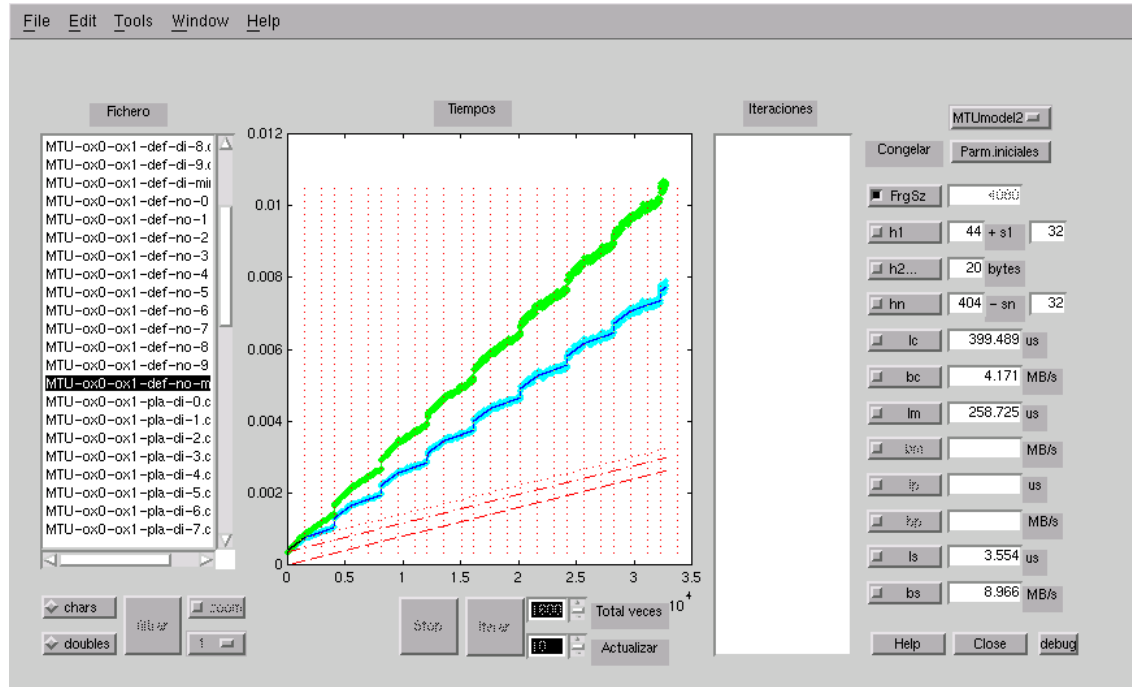 File Edit Tools Window Help
Fichero
Tiempos
Iteraciones
MTUmodel2
Congelar
Parm.iniciales
MTU-ox0-ox1-def-di-8.c
MTU-ox0-ox1-def-di-9.c
MTU-ox0-ox1-def-di-mii
MTU-ox0-ox1-def-no-0
MTU-ox0-ox1-def-no-1
MTU-ox0-ox1-def-no-2
MTU-ox0-ox1-def-no-3
MTU-ox0-ox1-def-no-4
MTU-ox0-ox1-def-no-5
MTU-ox0-ox1-def-no-6
MTU-ox0-ox1-def-no-7
MTU-ox0-ox1-def-no-8
MTU-ox0-ox1-def-no-9
MTU-ox0-ox1-def-no-m
MTU-ox0-ox1-pla-di-0.c
MTU-ox0-ox1-pla-di-1.c
MTU-ox0-ox1-pla-di-2.c
MTU-ox0-ox1-pla-di-3.c
MTU-ox0-ox1-pla-di-4.c
MTU-ox0-ox1-pla-di-5.c
MTU-ox0-ox1-pla-di-6.c
MTU-ox0-ox1-pla-di-7.c
0.012
0.01
0.008
0.006
0.004
0.002
0
0 0.5 1 1.5 2 2.5 3 3.5
10 4
FrgSz 4080
h1 44 + s1 32
h2... 20 bytes
hn 404 - sn 32
lc 399.489 us
bc 4.171 MB/s
lm 258.725 us
bm MB/s
lp us
bp MB/s
ls 3.554 us
bs 8.966 MB/s
chars
doubles
filtrar
zoom
1
Stop
Iterar
1000 Total veces
10 Actualizar
Help Close debug